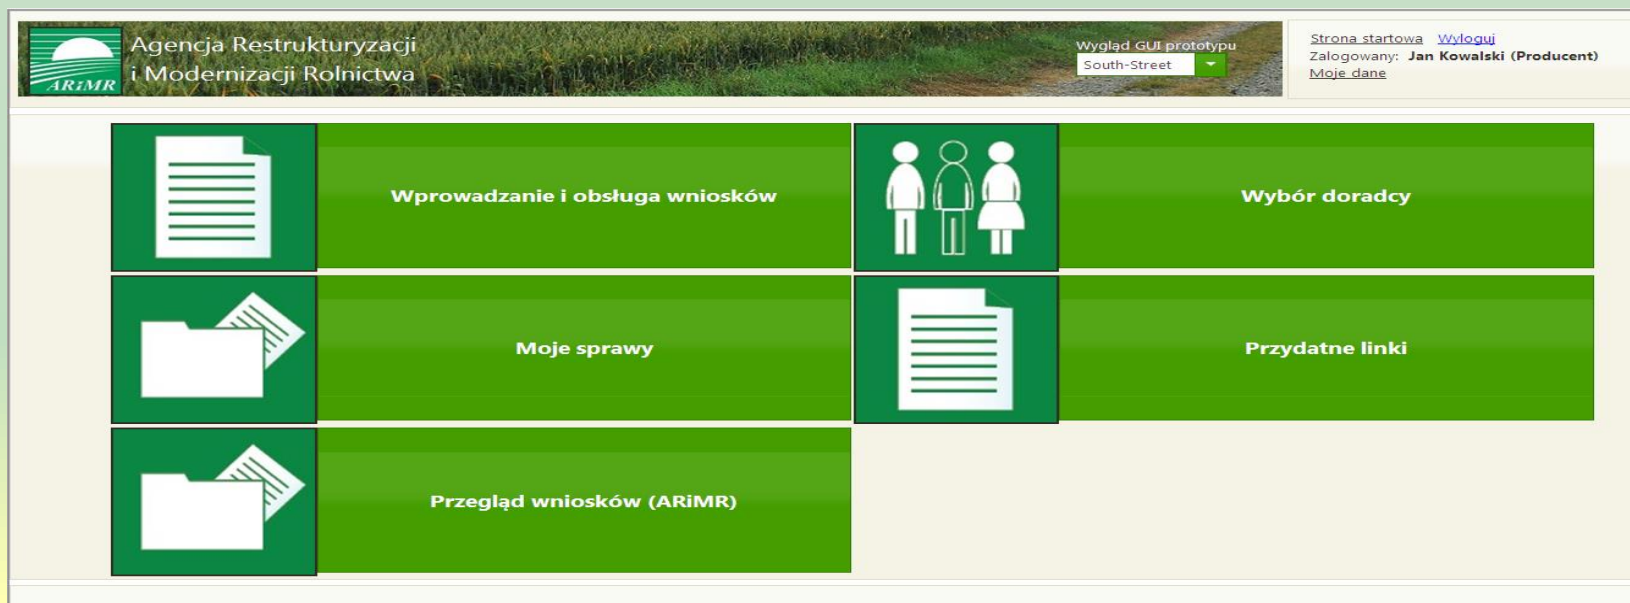 Agencja Restrukturyzacji
i Modernizacji Rolnictwa
ARiMR
Wygląd GUI prototypu
South-Street
Strona startowa Wyloguj
Zalogowany: Jan Kowalski (Producent)
Moje dane
Wprowadzanie i obsługa wniosków
Wybór doradcy
Moje sprawy
Przydatne linki
Przegląd wniosków (ARiMR)